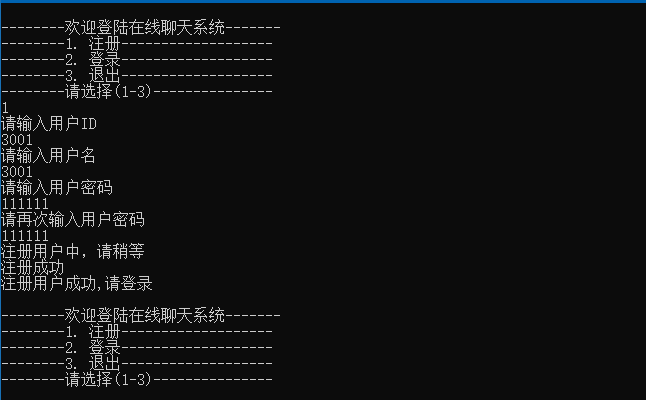 --------欢迎登陆在线聊天系统-------
--------1. 注册-------------------
--------2. 登录-------------------
--------3. 退出-------------------
--------请选择(1-3)---------------
1
请输入用户ID
3001
请输入用户名
3001
请输入用户密码
111111
请再次输入用户密码
111111
注册用户中，请稍等
注册成功
注册用户成功,请登录
--------欢迎登陆在线聊天系统-------
--------1. 注册-------------------
--------2. 登录-------------------
--------3. 退出-------------------
--------请选择(1-3)---------------